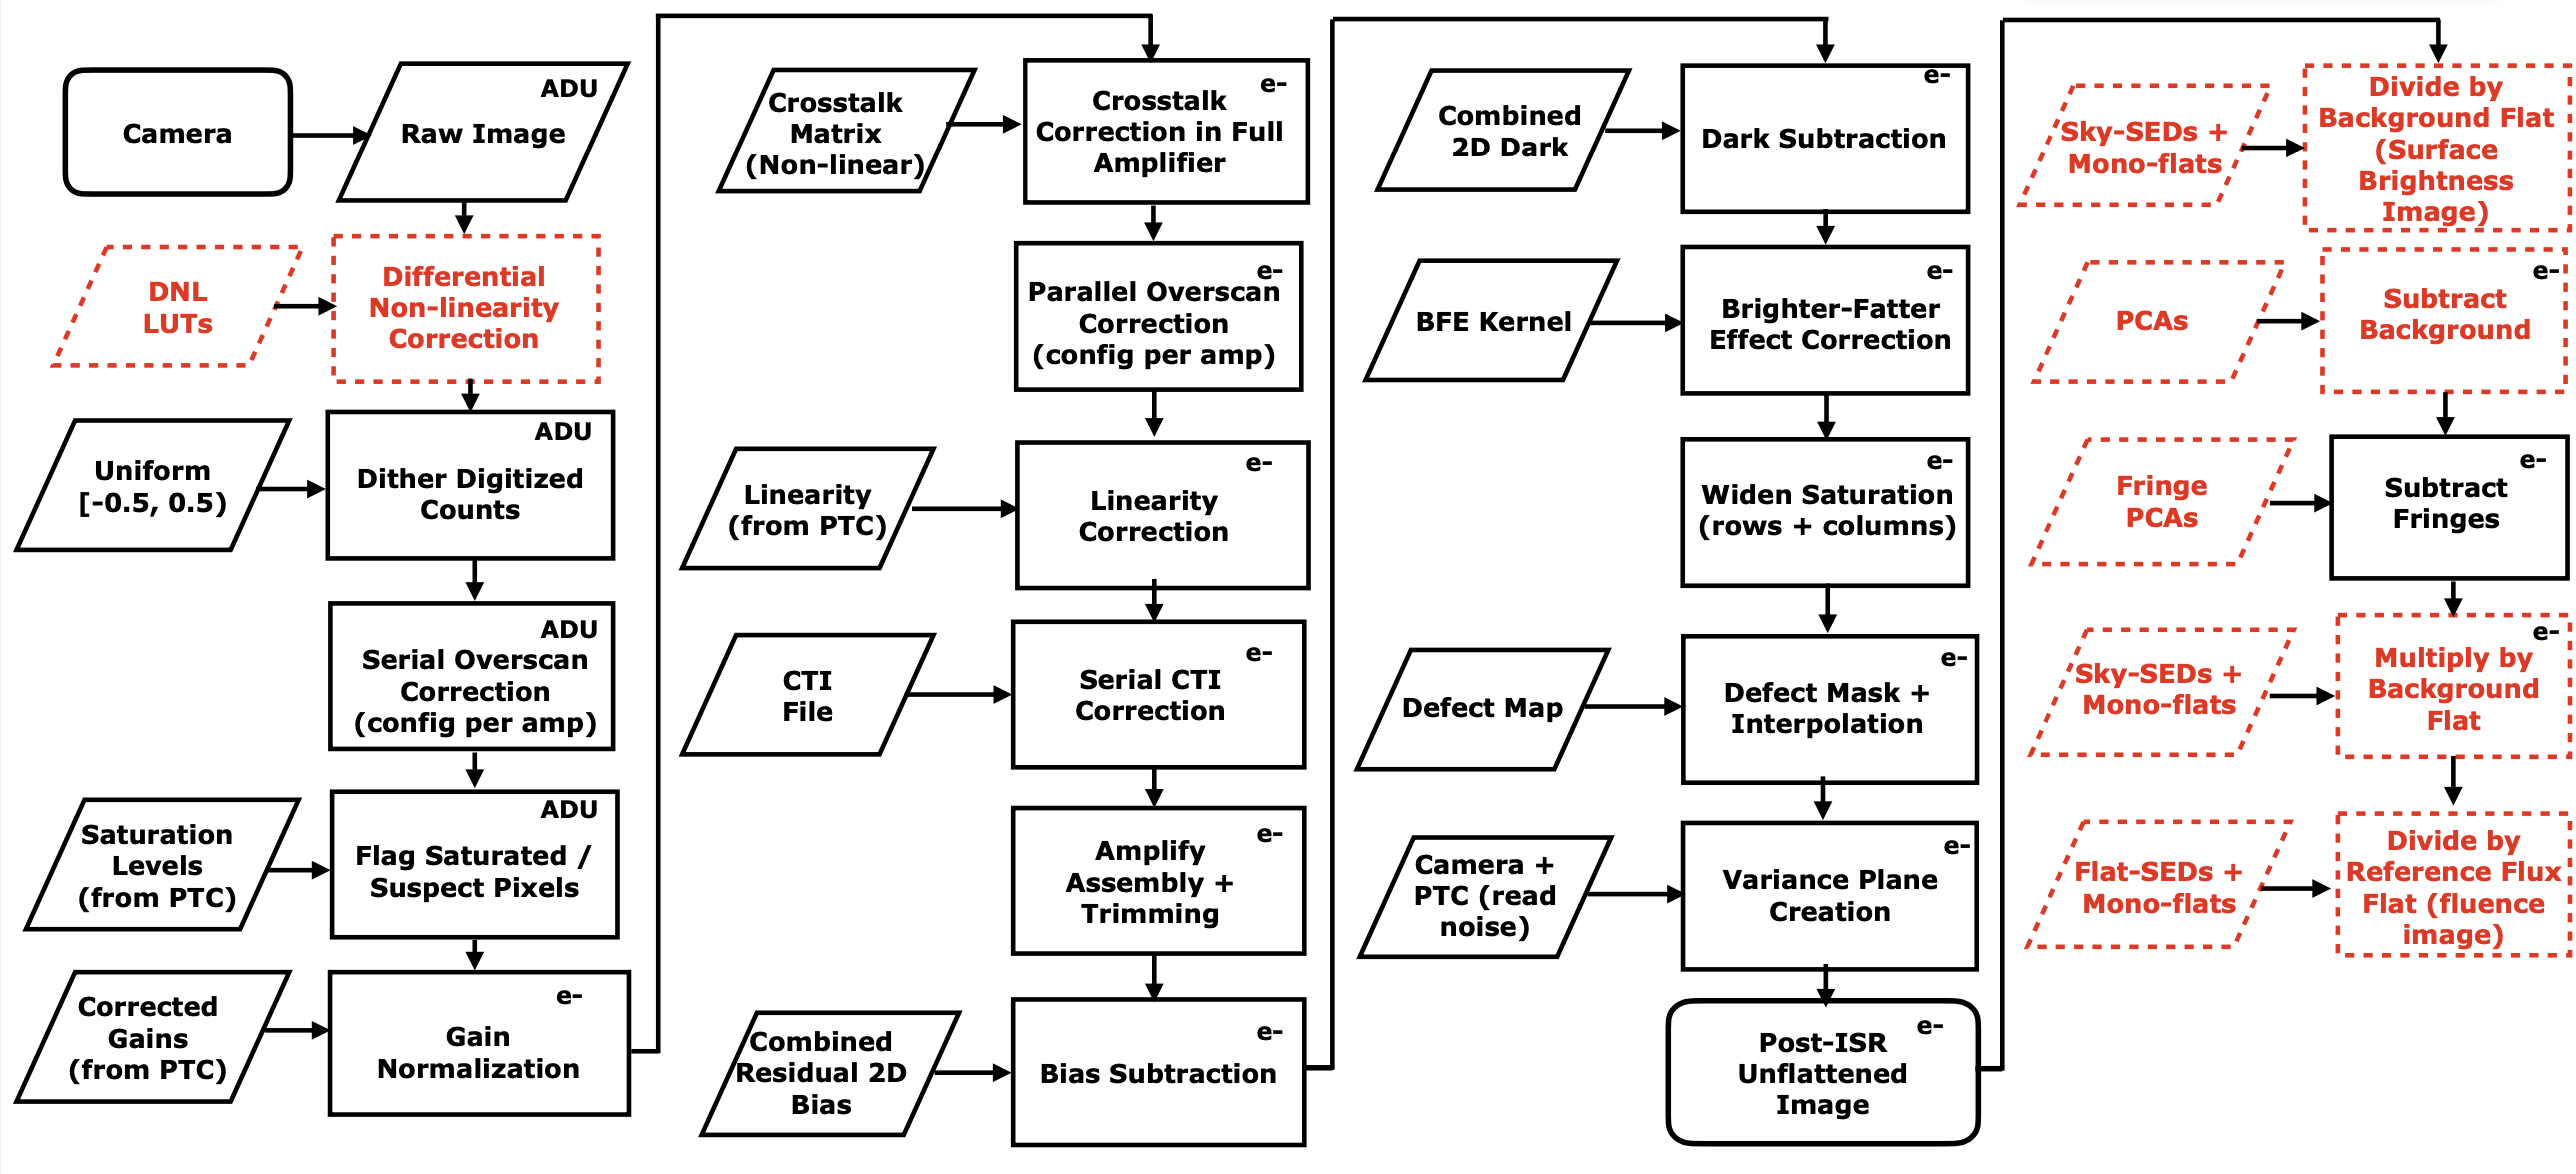 Camera
ADU
Raw Image
DNL
LUTs
Differential
Non-linearity
Correction
Uniform
[-0.5, 0.5)
ADU
Dither Digitized
Counts
ADU
Serial Overscan
Correction
(config per amp)
Saturation
Levels
(from PTC)
ADU
Flag Saturated /
Suspect Pixels
Corrected
Gains
(from PTC)
e-
Gain
Normalization
Crosstalk
Matrix
(Non-linear)
e-
Crosstalk
Correction in Full
Amplifier
e-
Parallel Overscan
Correction
(config per amp)
Linearity
(from PTC)
e-
Linearity
Correction
CTI
File
e-
Serial CTI
Correction
e-
Amplify
Assembly +
Trimming
Combined
Residual 2D
Bias
e-
Bias Subtraction
Combined
2D Dark
e-
Dark Subtraction
BFE Kernel
e-
Brighter-Fatter
Effect Correction
e-
Widen Saturation
(rows + columns)
Defect Map
e-
Defect Mask +
Interpolation
Camera +
PTC (read
noise)
e-
Variance Plane
Creation
e-
Post-ISR
Unflattened
Image
Sky-SEDs +
Mono-flats
Divide by
Background Flat
(Surface
Brightness
Image)
PCAs
e-
Subtract
Background
Fringe
PCAs
e-
Subtract
Fringes
Sky-SEDs +
Mono-flats
e-
Multiply by
Background
Flat
Flat-SEDs +
Mono-flats
Divide by
Reference Flux
Flat (fluence
image)